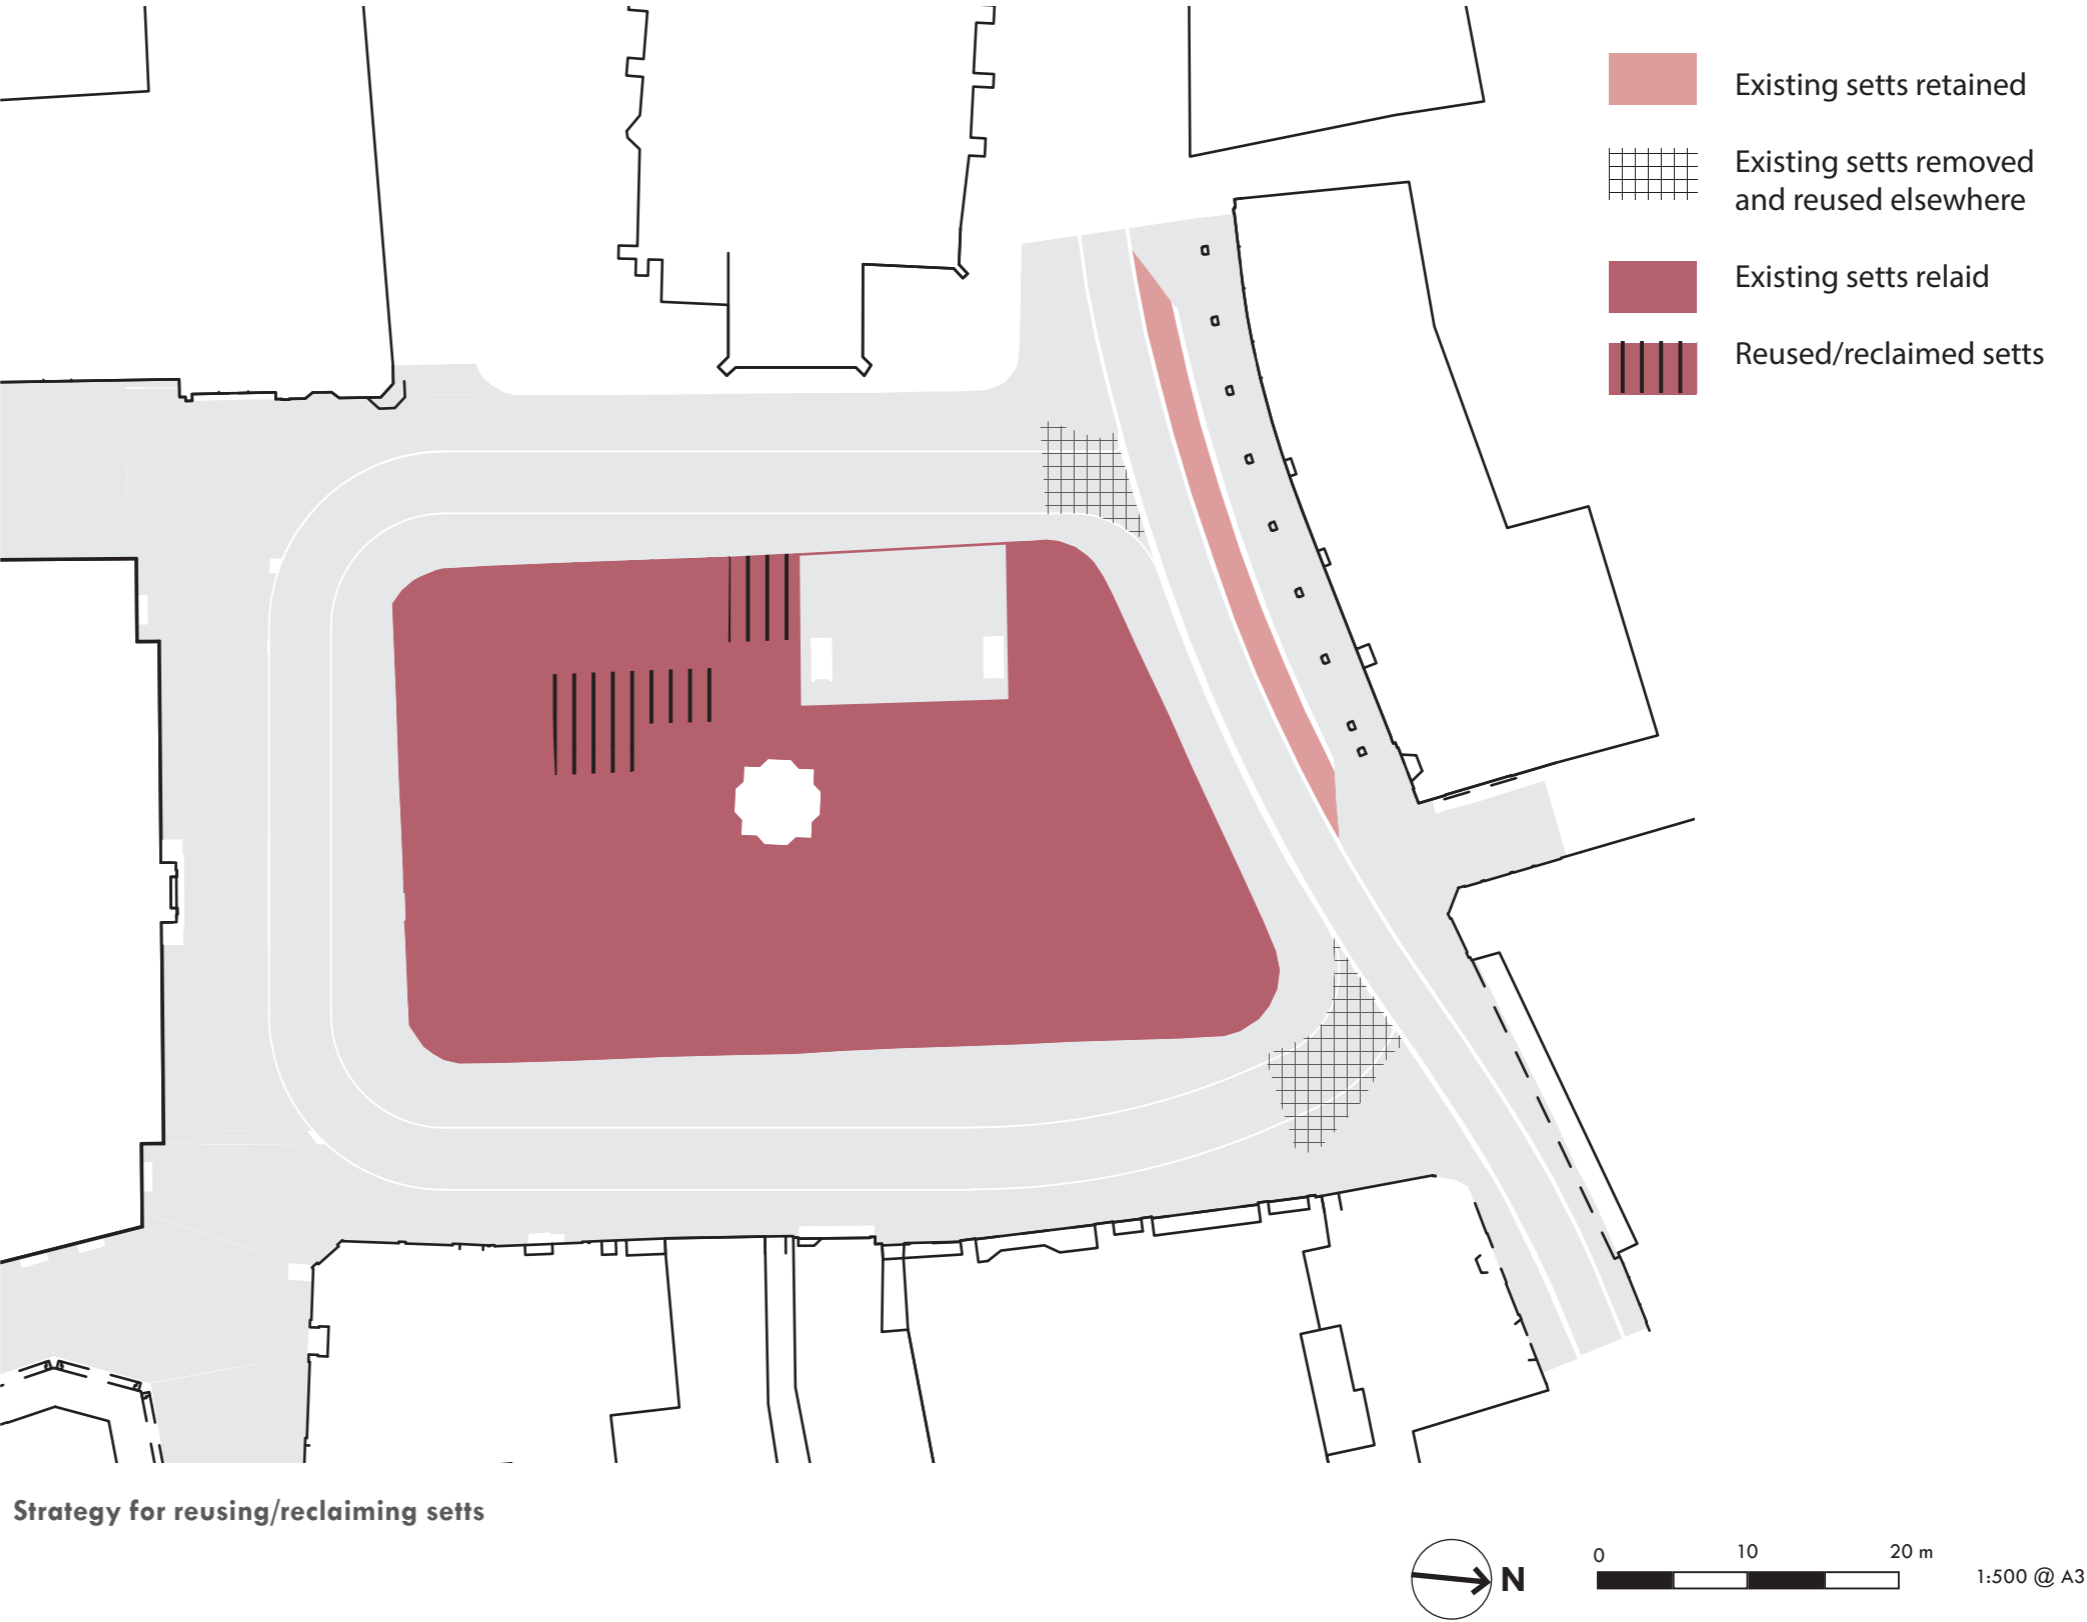 Existing setts retained
Existing setts removed
and reused elsewhere
Existing setts relaid
Reused/reclaimed setts
Strategy for reusing/reclaiming setts
N
0 10 20 m
1:500 @ A3